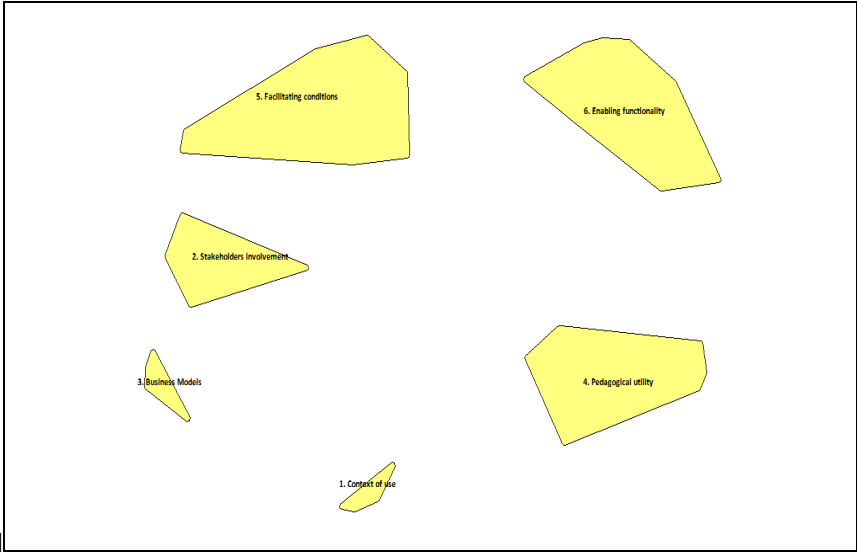 5. Facilitating conditions
6. Enabling functionality
2. Stakeholders involvement
3. Business Models
4. Pedagogical utility
1. Context of use